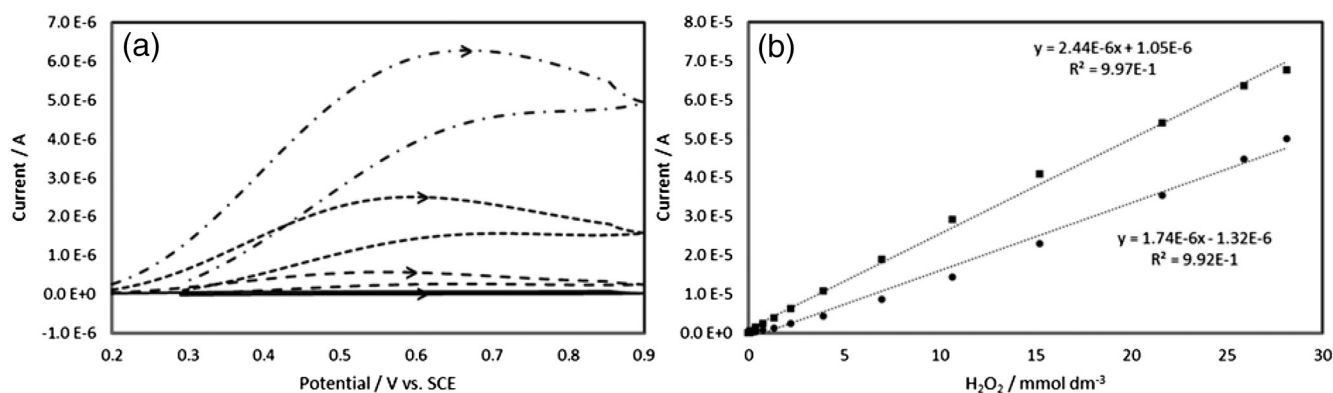 (a)
7.0 E-6
6.0 E-6
5.0 E-6
4.0 E-6
3.0 E-6
2.0 E-6
1.0 E-6
0.0 E+0
-1.0 E-6
Current / A
0.2 0.3 0.4 0.5 0.6 0.7 0.8 0.9
Potential / V vs. SCE
(b)
8.0 E-5
7.0 E-5
6.0 E-5
5.0 E-5
4.0 E-5
3.0 E-5
2.0 E-5
1.0 E-5
0.0 E+0
Current / A
y = 2.44E-6x + 1.05E-6
R² = 9.97E-1
y = 1.74E-6x - 1.32E-6
R² = 9.92E-1
0 5 10 15 20 25 30
H₂O₂ / mmol dm⁻³